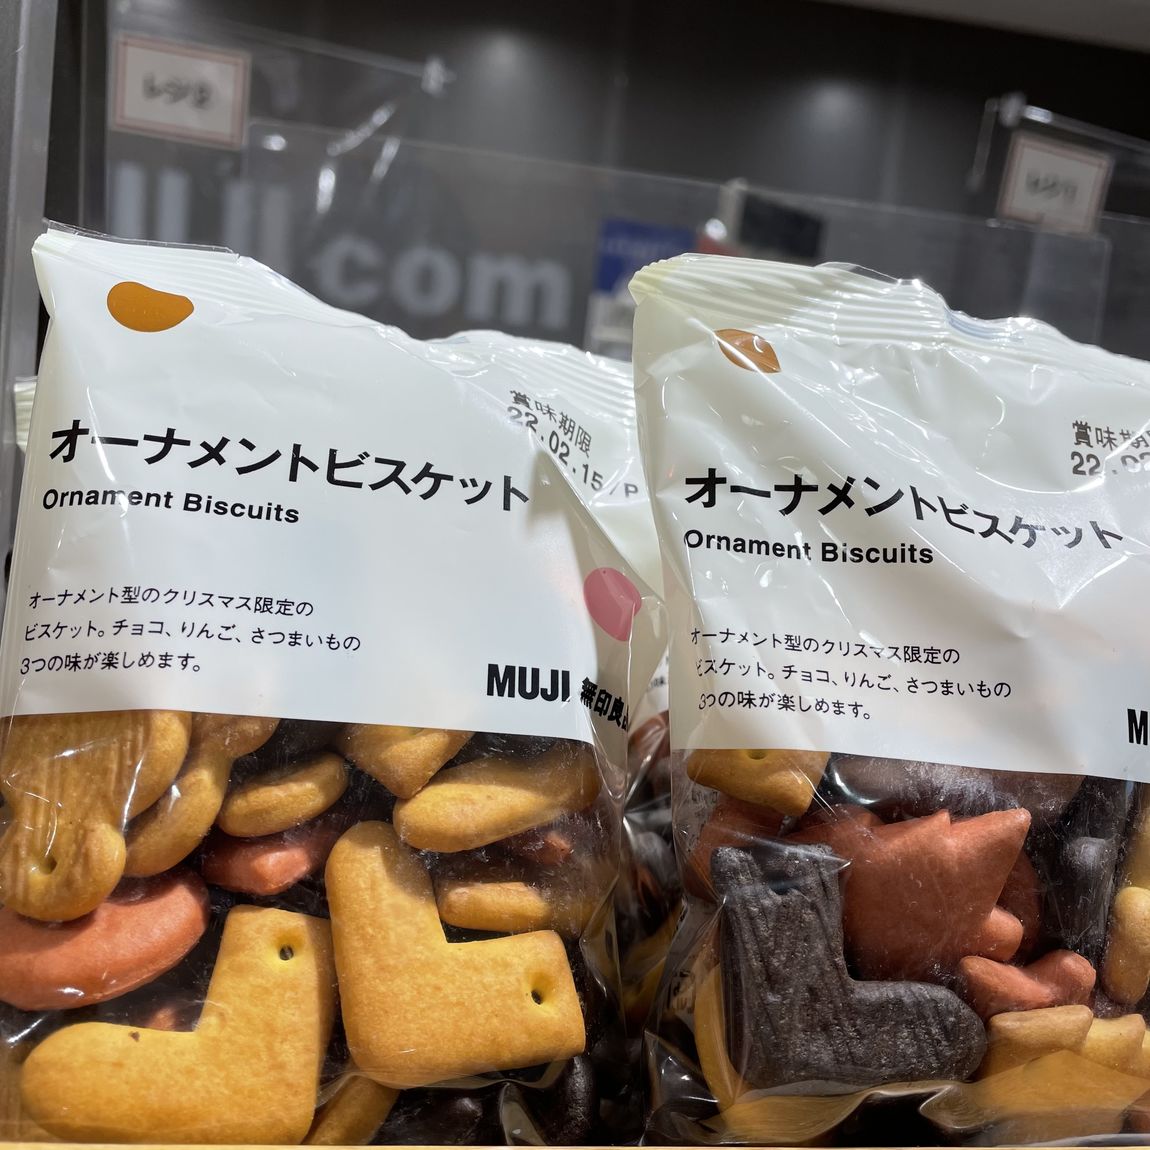 レジ2
レジ1
.com
オーナメントビスケット
Ornament Biscuits
賞味期限
22.02.15/P
オーナメント型のクリスマス限定の
ビスケット。チョコ、りんご、さつまいもの
3つの味が楽しめます。
MUJI 無印良品
オーナメントビスケット
Ornament Biscuits
賞味期
22.02
オーナメント型のクリスマス限定の
ビスケット。チョコ、りんご、さつまいもの
3つの味が楽しめます。
M